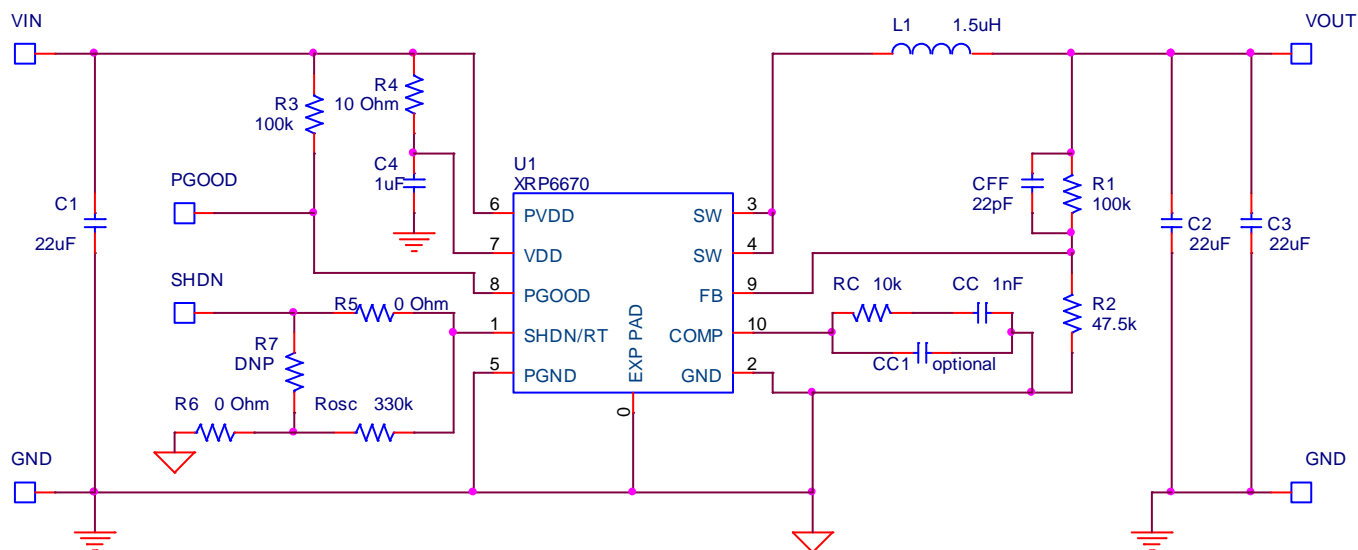 VIN
VOUT
L1 1.5uH
R4
10 Ohm
R3
100k
C4
1uF
U1
XRP6670
PGOOD
CFF
22pF
R1
100k
C1
22uF
6 PVDD
SW 3
7 VDD
SW 4
C2
22uF
C3
22uF
SHDN
8 PGOOD
FB 9
RC 10k CC 1nF
R5 0 Ohm
R2
47.5k
1 SHDN/RT
COMP 10
R7
DNP
CC1 optional
5 PGND
EXP PAD
GND 2
R6 0 Ohm Rosc 330k
0
GND
GND